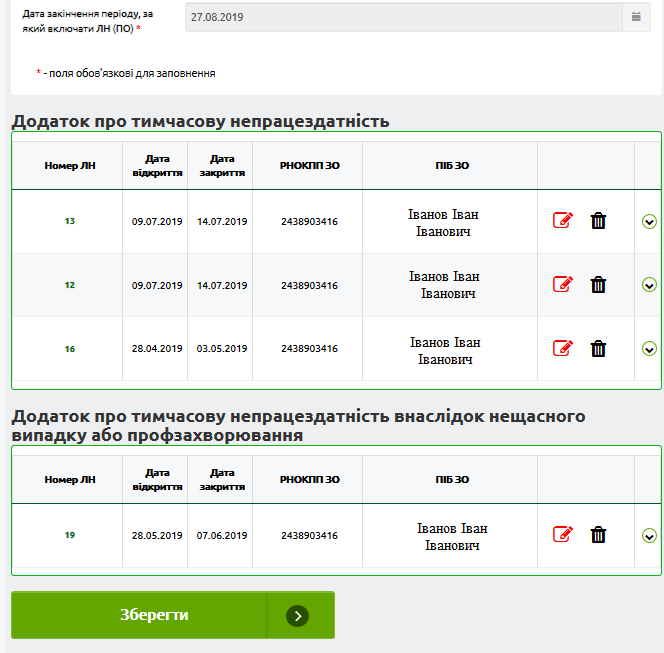 Дата закінчення періоду, за
який включати ЛН (ПО) *
27.08.2019
* - поля обов'язкові для заповнення
Додаток про тимчасову непрацездатність
Номер ЛН Дата відкриття Дата закриття РНОКПП ЗО ПІБ ЗО
13 09.07.2019 14.07.2019 2438903416 Іванов Іван
Іванович
12 09.07.2019 14.07.2019 2438903416 Іванов Іван
Іванович
16 28.04.2019 03.05.2019 2438903416 Іванов Іван
Іванович
Додаток про тимчасову непрацездатність внаслідок нещасного
випадку або профзахворювання
Номер ЛН Дата відкриття Дата закриття РНОКПП ЗО ПІБ ЗО
19 28.05.2019 07.06.2019 2438903416 Іванов Іван
Іванович
Зберегти